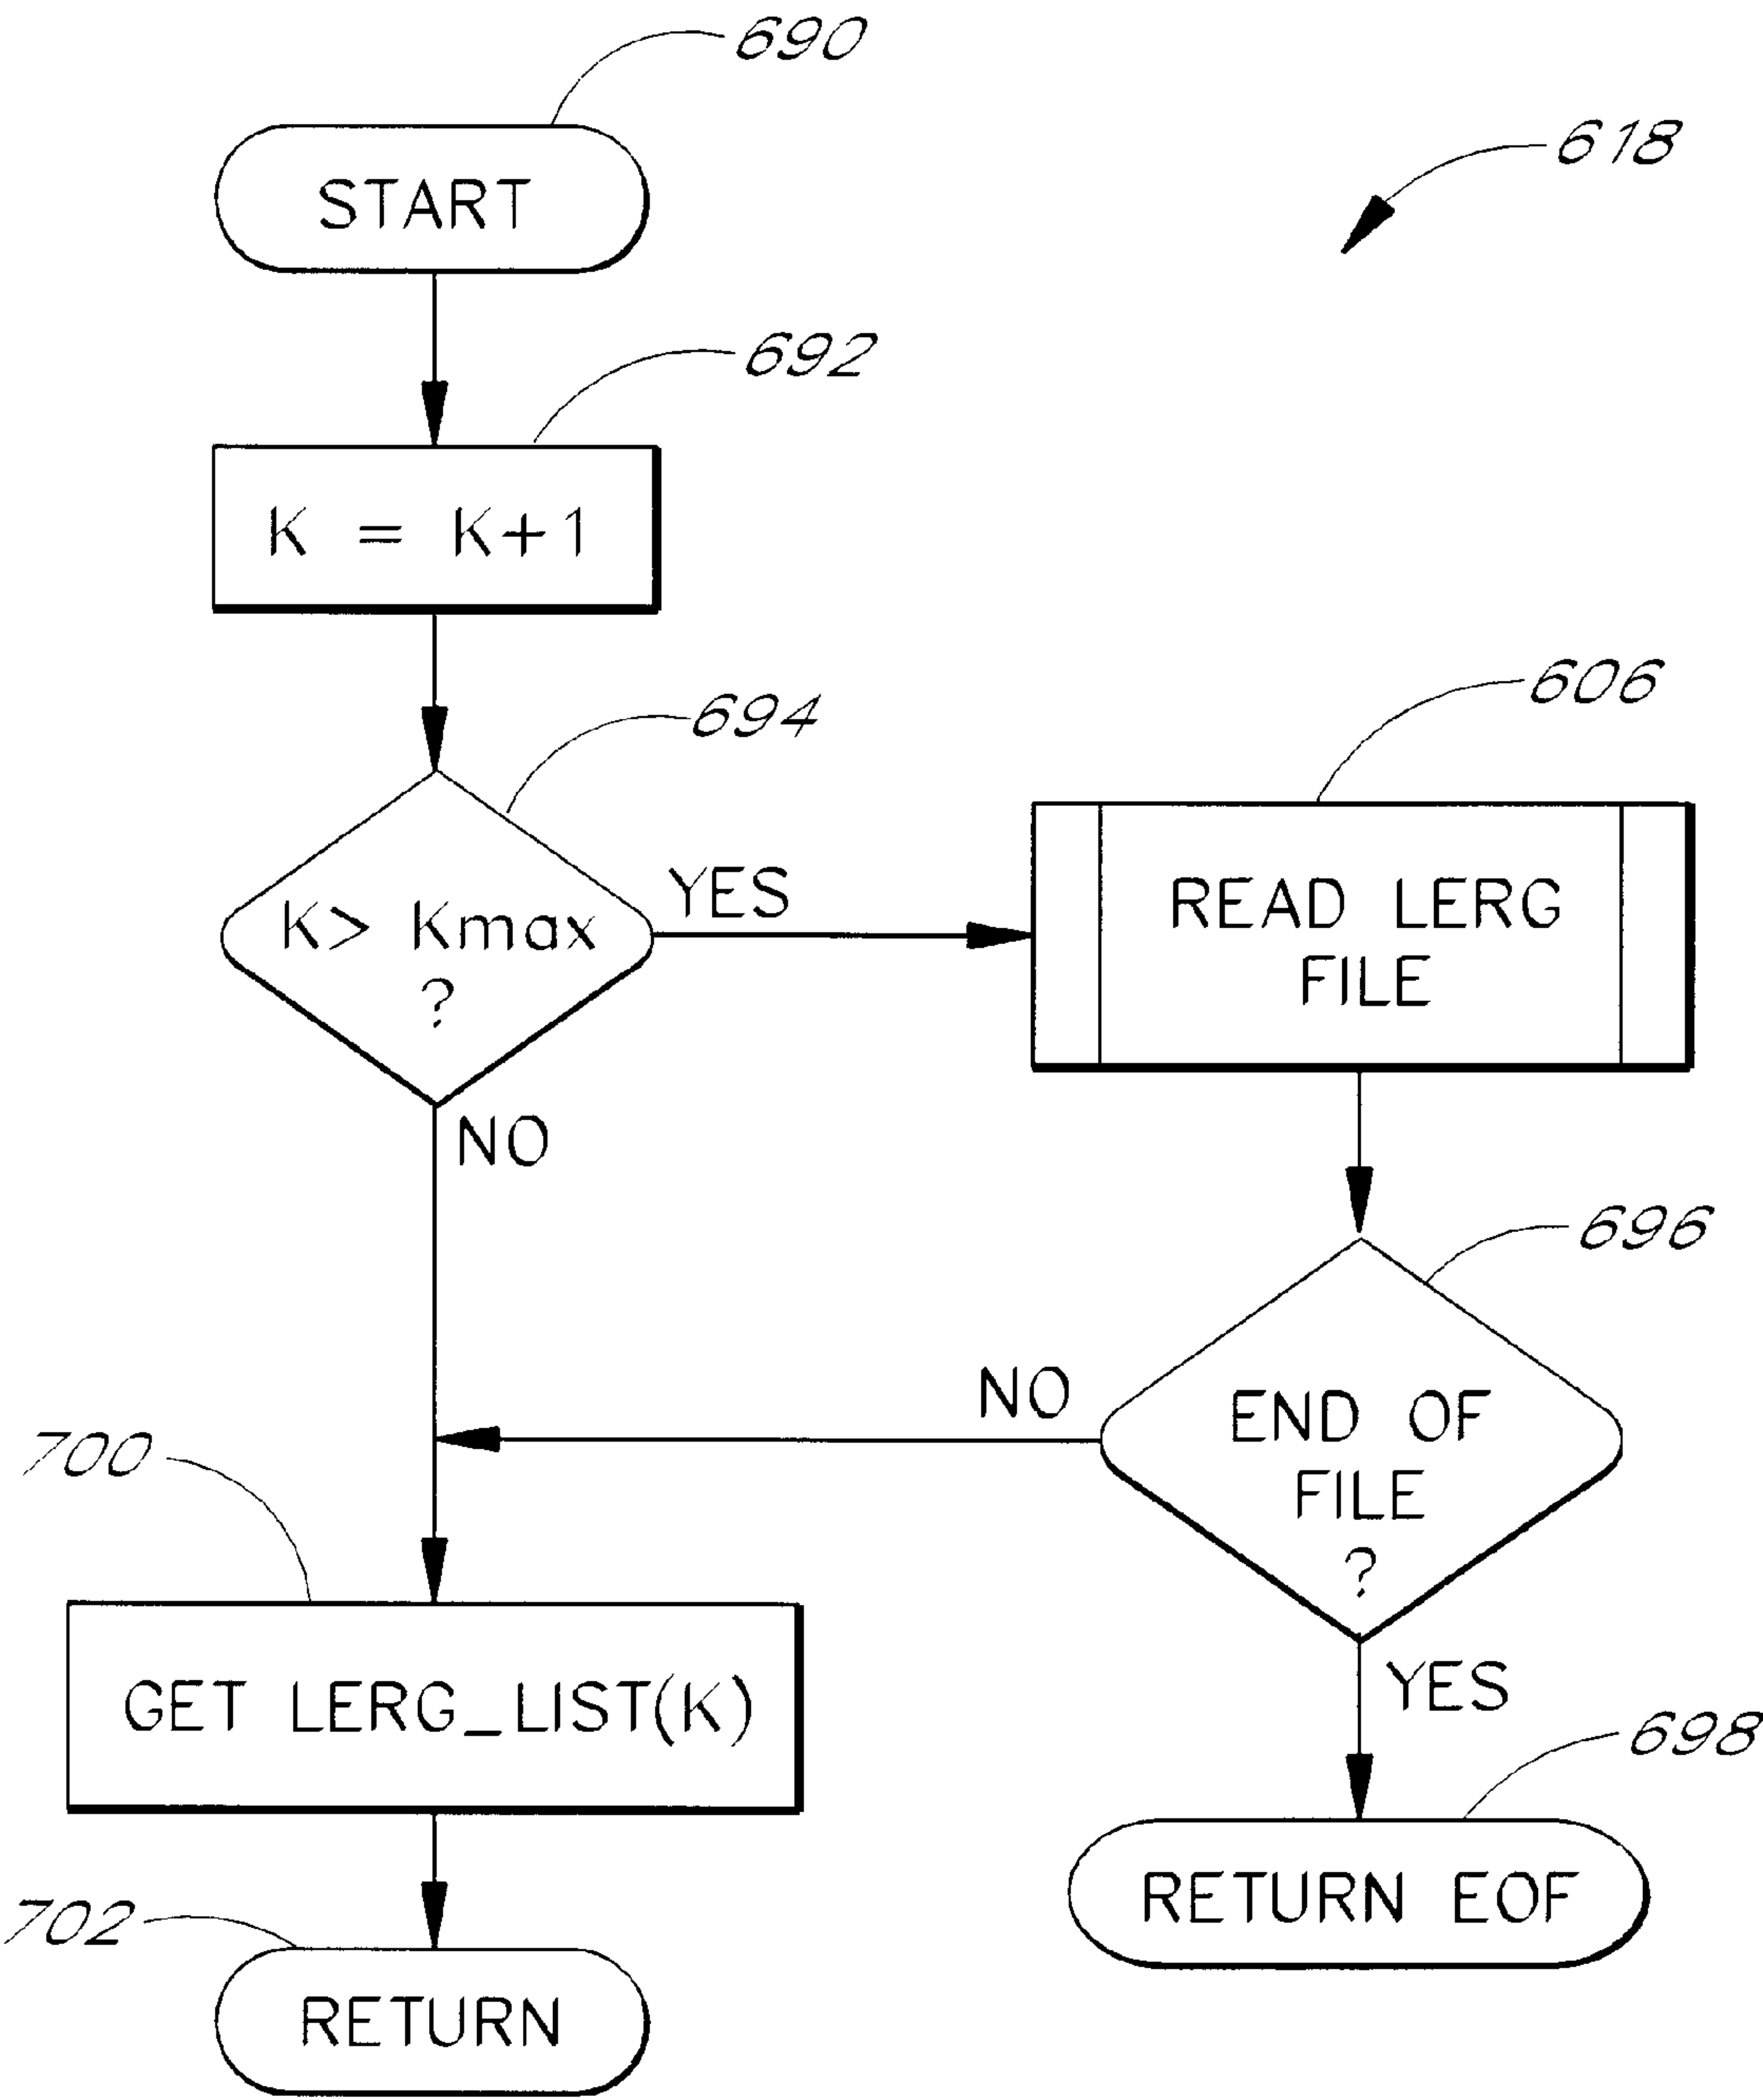 690
618
START
692
K = K+1
694
606
K> Kmax
?
YES
READ LERG
FILE
NO
696
NO
END OF
FILE
?
700
GET LERG_LIST(K)
YES
698
702
RETURN EOF
RETURN